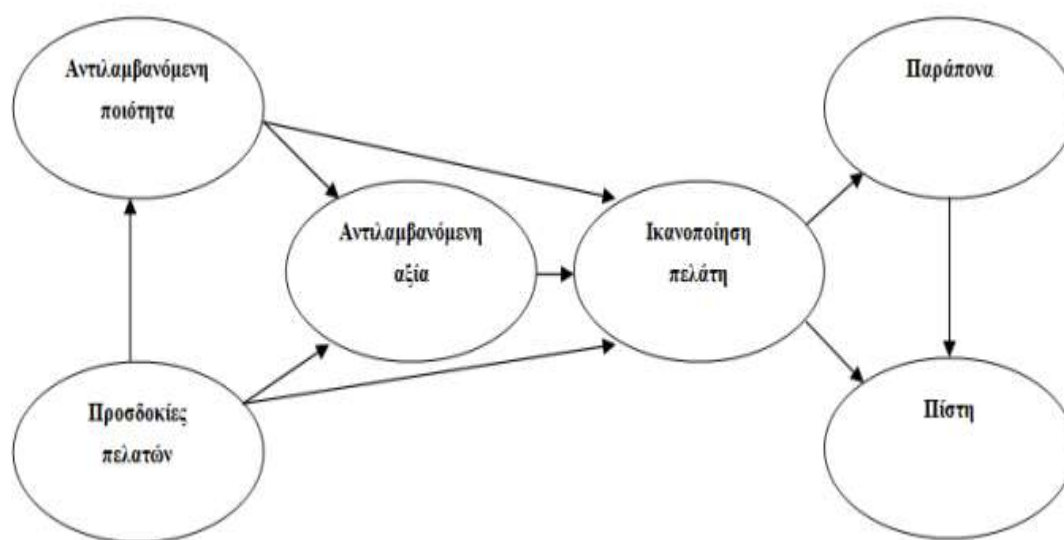 Αντιλαμβανόμενη
ποιότητα
Παράπονα
Αντιλαμβανόμενη
αξία
Ικανοποίηση
πελάτη
Προσδοκίες
πελατών
Πίστη